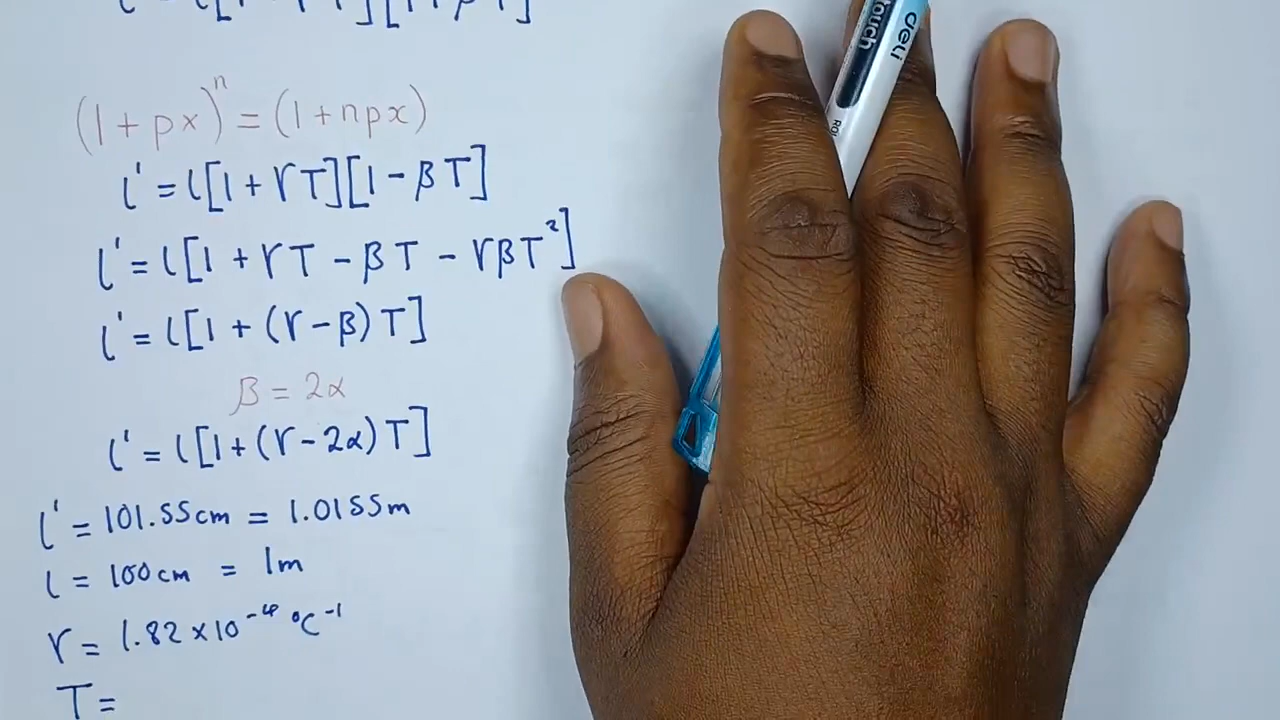 (1+px)ⁿ = (1+npx)
l' = l[1 + γT][1 - βT]
l' = l[1 + γT - βT - γβT²]
l' = l[1 + (γ - β)T]
β = 2α
l' = l[1 + (γ - 2α)T]
l' = 101.55cm = 1.0155m
l = 100cm = 1m
γ = 1.82 × 10⁻⁴ °C⁻¹
T =
touch
deli